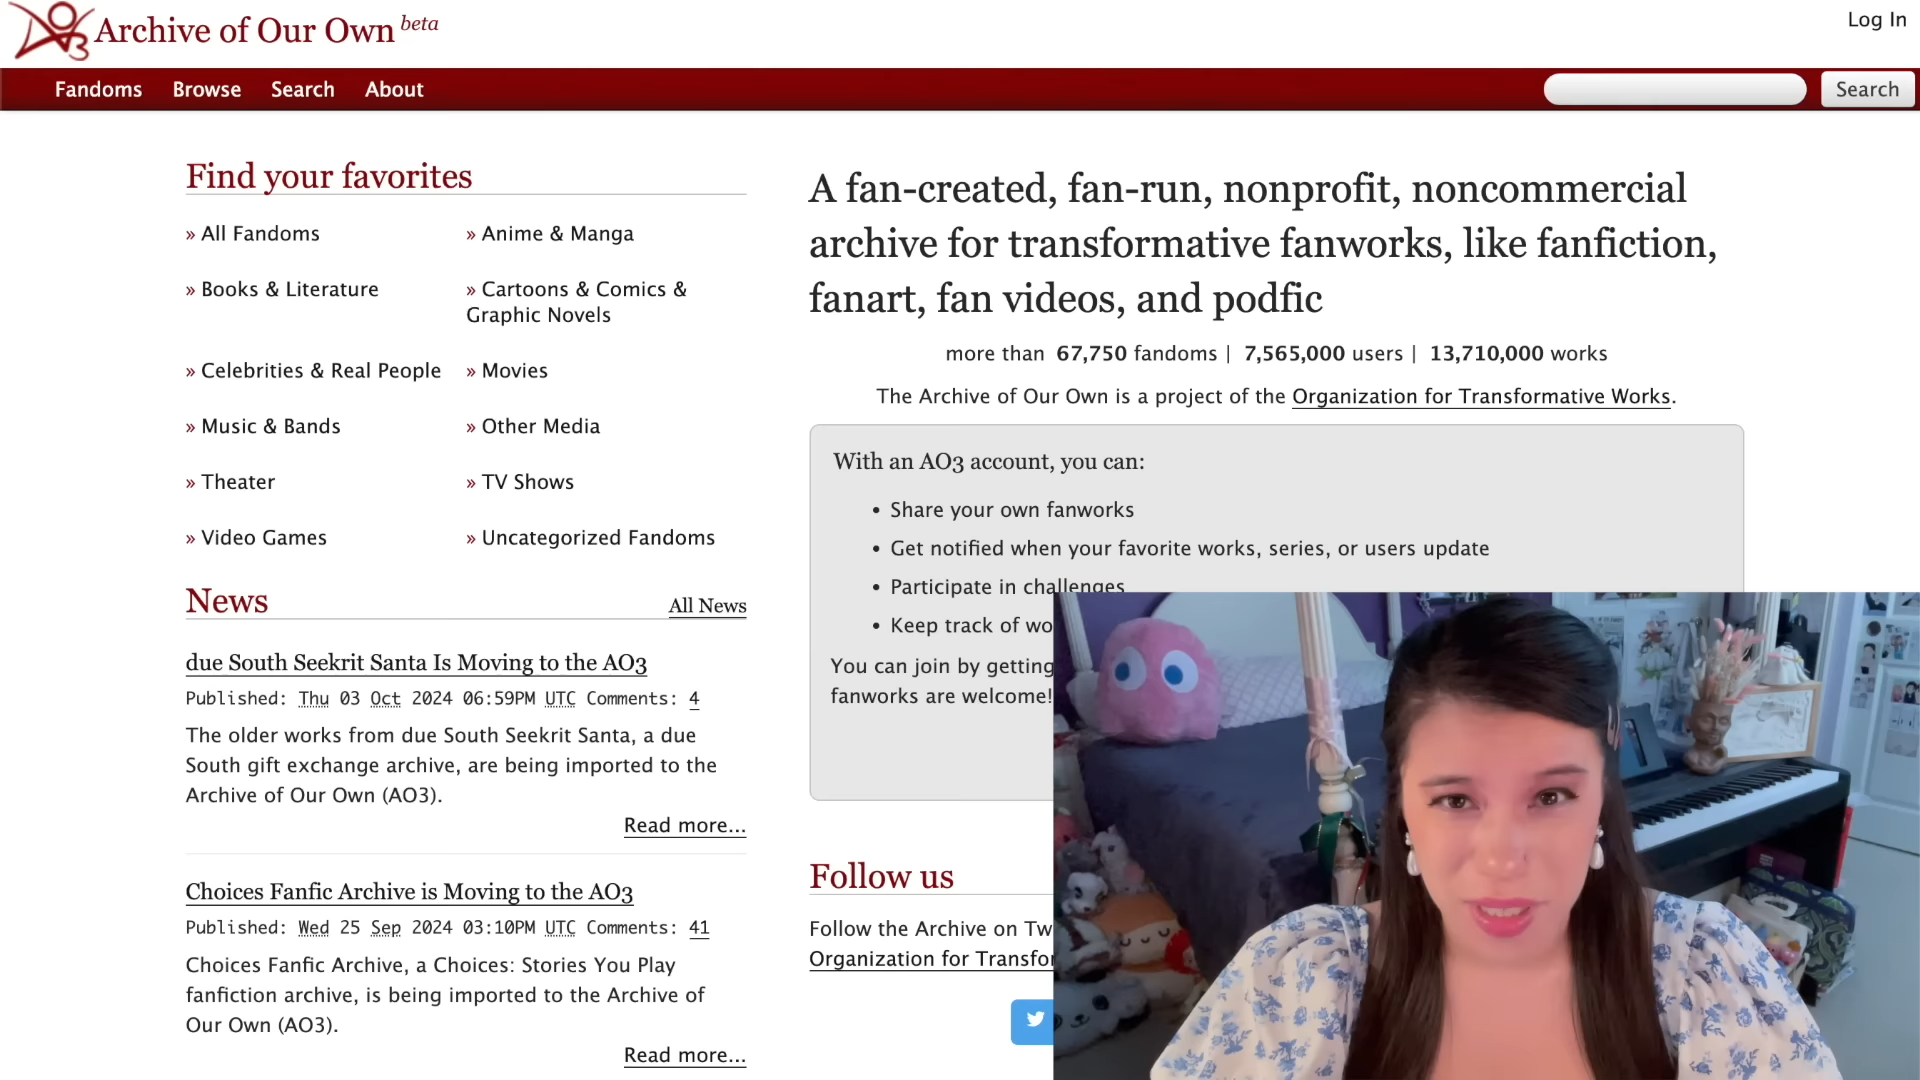 Archive of Our Own beta
Log In
Fandoms Browse Search About
Search
Find your favorites
» All Fandoms
» Anime & Manga
» Books & Literature
» Cartoons & Comics &
Graphic Novels
» Celebrities & Real People
» Movies
» Music & Bands
» Other Media
» Theater
» TV Shows
» Video Games
» Uncategorized Fandoms
News
All News
due South Seekrit Santa Is Moving to the AO3
Published: Thu 03 Oct 2024 06:59PM UTC Comments: 4
The older works from due South Seekrit Santa, a due
South gift exchange archive, are being imported to the
Archive of Our Own (AO3).
Read more...
Choices Fanfic Archive is Moving to the AO3
Published: Wed 25 Sep 2024 03:10PM UTC Comments: 41
Choices Fanfic Archive, a Choices: Stories You Play
fanfiction archive, is being imported to the Archive of
Our Own (AO3).
Read more...
A fan-created, fan-run, nonprofit, noncommercial
archive for transformative fanworks, like fanfiction,
fanart, fan videos, and podfic
more than 67,750 fandoms | 7,565,000 users | 13,710,000 works
The Archive of Our Own is a project of the Organization for Transformative Works.
With an AO3 account, you can:
• Share your own fanworks
• Get notified when your favorite works, series, or users update
• Participate in challenges
• Keep track of wo
You can join by getting
fanworks are welcome!
Follow us
Follow the Archive on Tw
Organization for Transfor